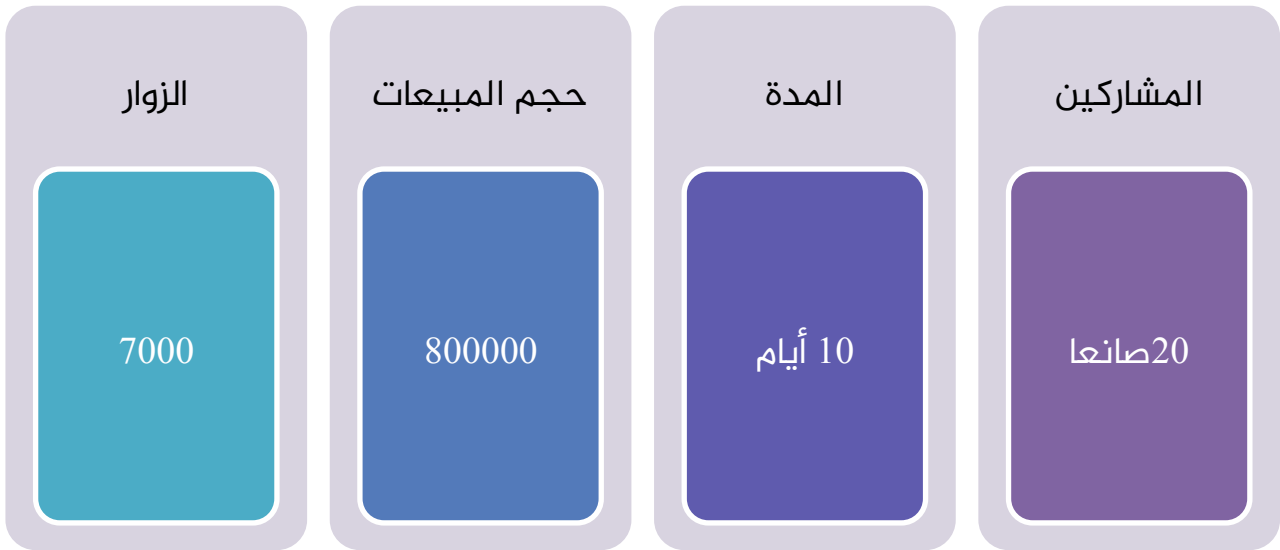 المشاركين
20صانعا
المدة
10 أيام
حجم المبيعات
800000
الزوار
7000